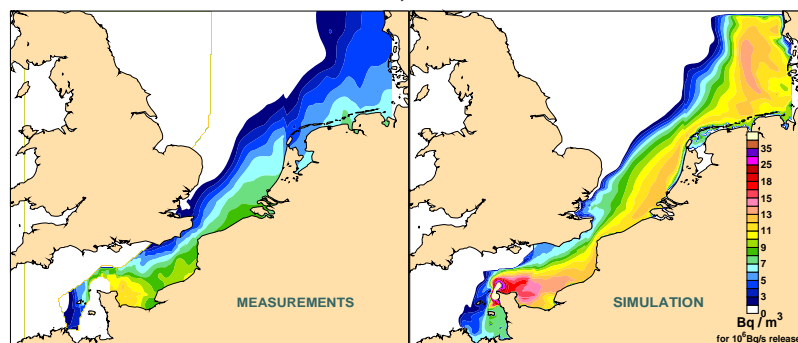 MEASUREMENTS
SIMULATION
35
25
18
15
13
11
9
7
5
3
0
Bq / m³
for 10⁶Bq/s release